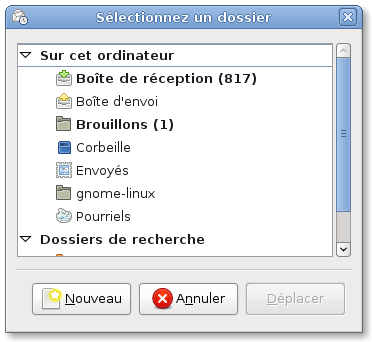 Sélectionnez un dossier
Sur cet ordinateur
Boîte de réception (817)
Boîte d'envoi
Brouillons (1)
Corbeille
Envoyés
gnome-linux
Pourriels
Dossiers de recherche
Nouveau
Annuler
Déplacer